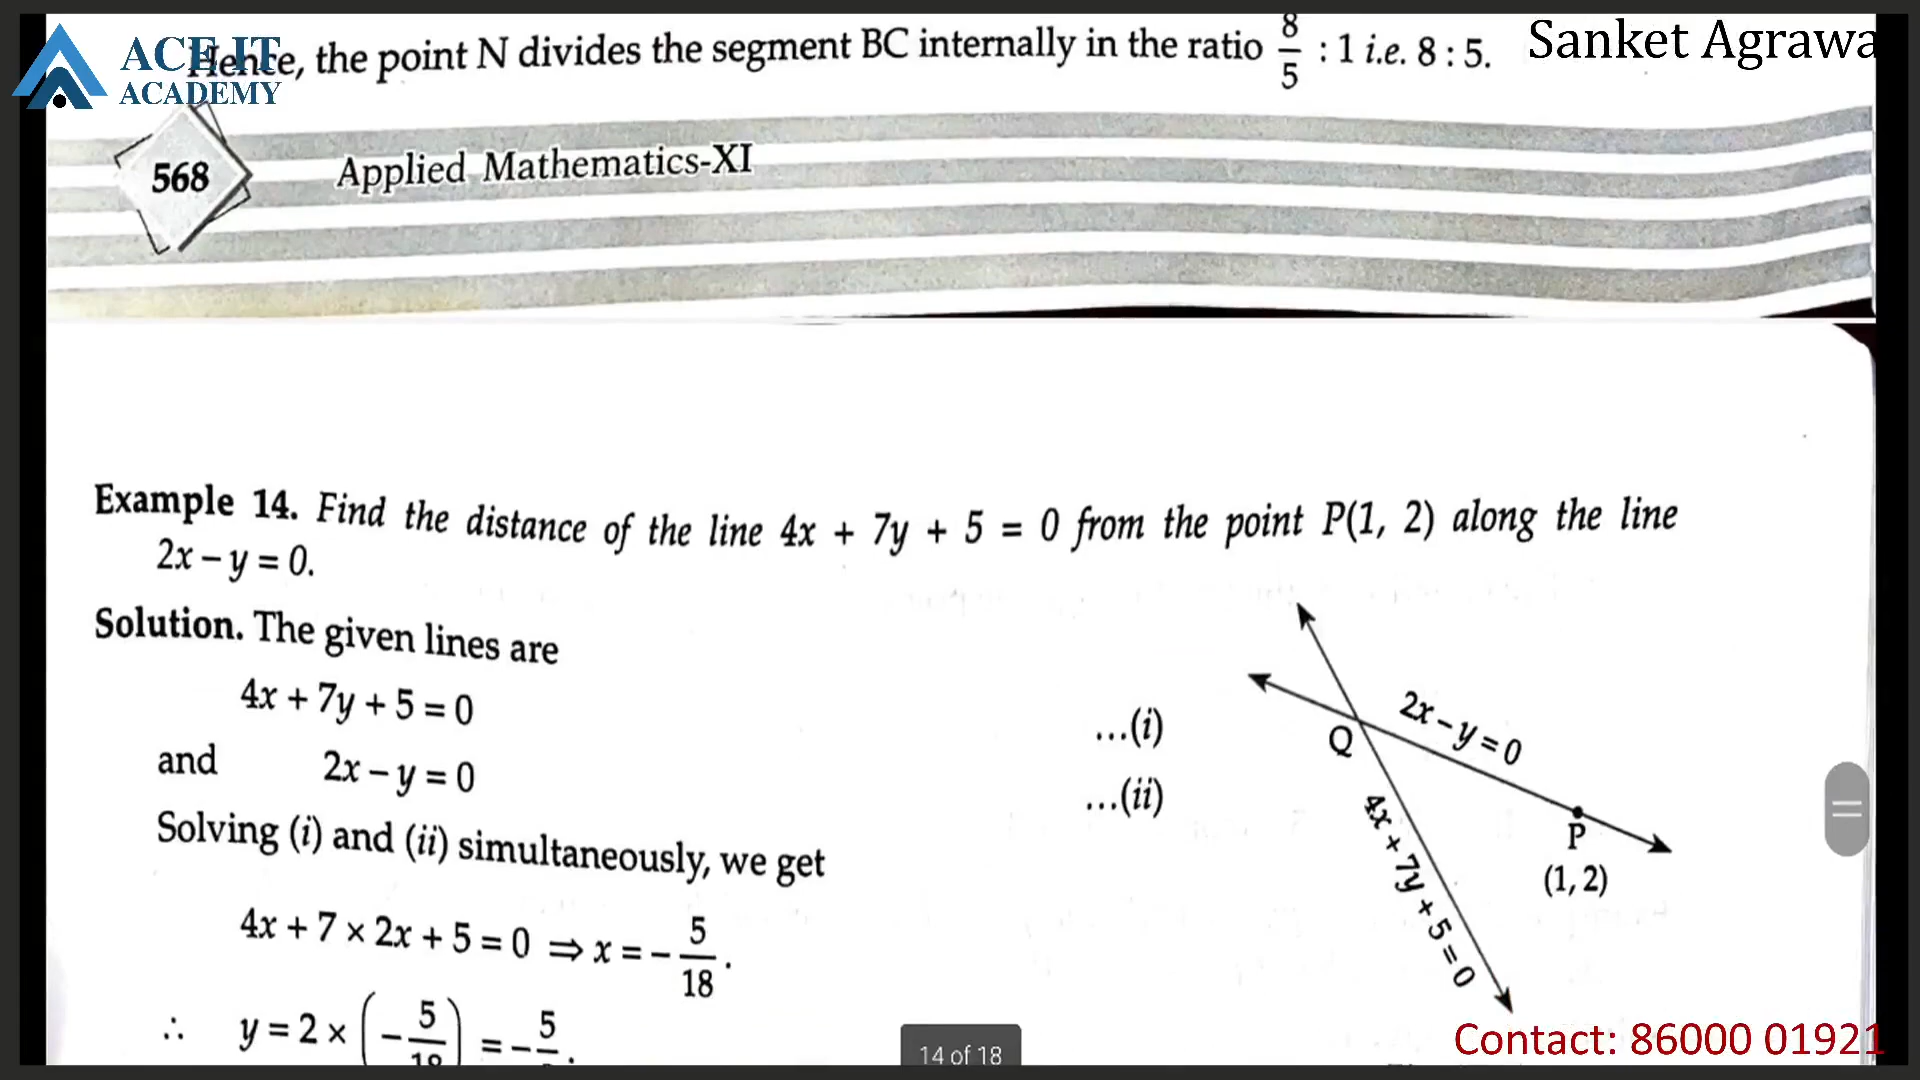 Hence, the point N divides the segment BC internally in the ratio 8/5 : 1 i.e. 8 : 5.
Sanket Agrawa
ACE IT
ACADEMY
568
Applied Mathematics-XI
Example 14. Find the distance of the line 4x + 7y + 5 = 0 from the point P(1, 2) along the line
2x – y = 0.
Solution. The given lines are
4x + 7y + 5 = 0 ...(i)
and 2x – y = 0 ...(ii)
Solving (i) and (ii) simultaneously, we get
4x + 7 × 2x + 5 = 0 ⇒ x = – 5/18 .
∴ y = 2 × (– 5/18) = – 5/
2x – y = 0
Q
4x + 7y + 5 = 0
P
(1, 2)
14 of 18
Contact: 86000 01921